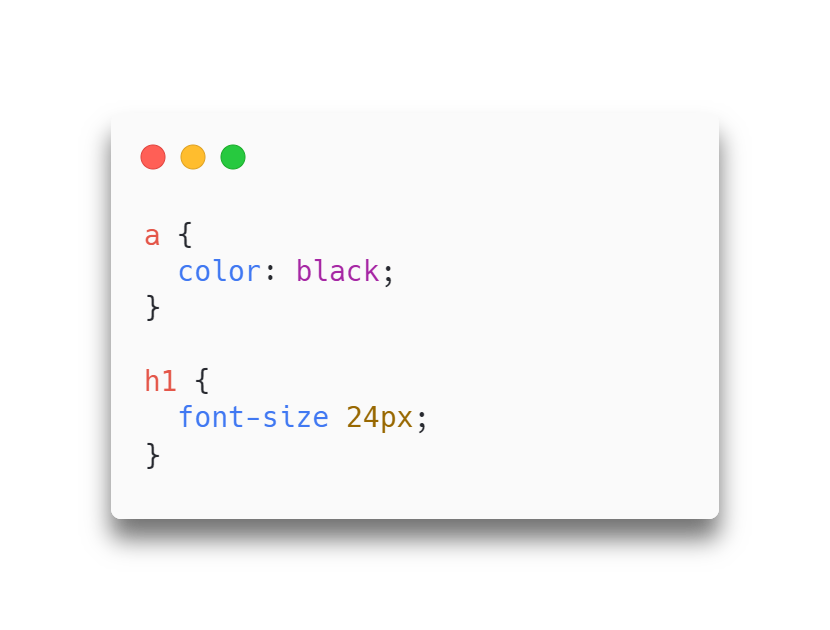 a {
  color: black;
}

h1 {
  font-size 24px;
}